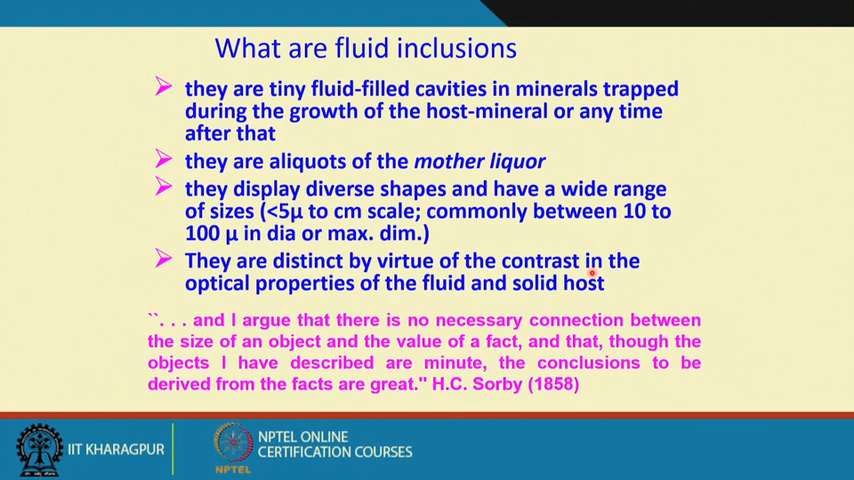 What are fluid inclusions
they are tiny fluid-filled cavities in minerals trapped
during the growth of the host-mineral or any time
after that
they are aliquots of the mother liquor
they display diverse shapes and have a wide range
of sizes (<5μ to cm scale; commonly between 10 to
100 μ in dia or max. dim.)
They are distinct by virtue of the contrast in the
optical properties of the fluid and solid host
``. . . and I argue that there is no necessary connection between
the size of an object and the value of a fact, and that, though the
objects I have described are minute, the conclusions to be
derived from the facts are great." H.C. Sorby (1858)
IIT KHARAGPUR
NPTEL
NPTEL ONLINE
CERTIFICATION COURSES